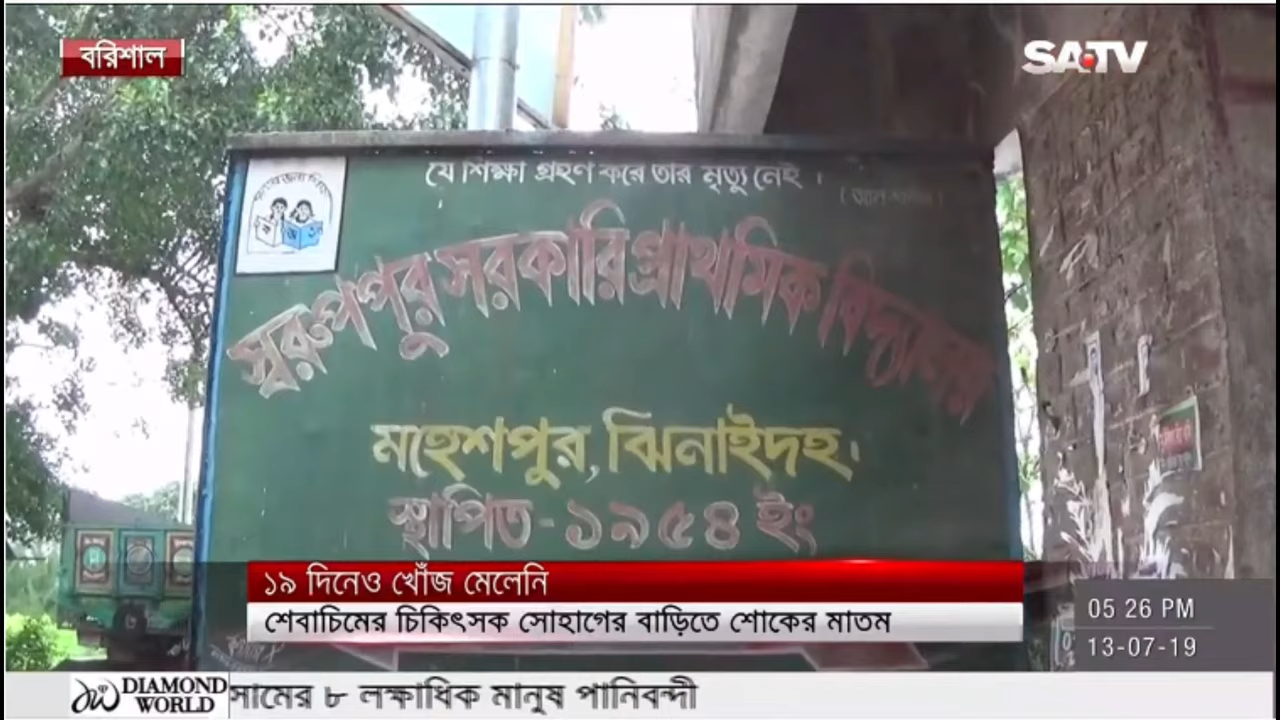 বরিশাল
SATV
যে শিক্ষা গ্রহণ করে তার মৃত্যু নেই ।
স্বরুপপুর সরকারি প্রাথমিক বিদ্যালয়
মহেশপুর, ঝিনাইদহ।
স্থাপিত - ১৯৫৪ ইং
১৯ দিনেও খোঁজ মেলেনি
শেবাচিমের চিকিৎসক সোহাগের বাড়িতে শোকের মাতম
05 26 PM
13-07-19
DIAMOND WORLD
সামের ৮ লক্ষাধিক মানুষ পানিবন্দী